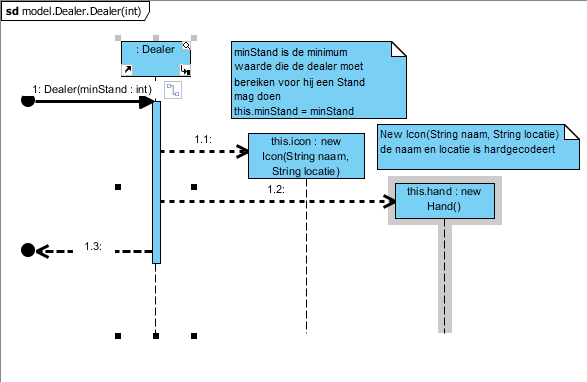 sd model.Dealer.Dealer(int)
: Dealer
minStand is de minimum
waarde die de dealer moet
bereiken voor hij een Stand
mag doen
this.minStand = minStand
1: Dealer(minStand : int)
1.1:
this.icon : new
Icon(String naam,
String locatie)
New Icon(String naam, String locatie)
de naam en locatie is hardgecodeert
1.2:
this.hand : new
Hand()
1.3: